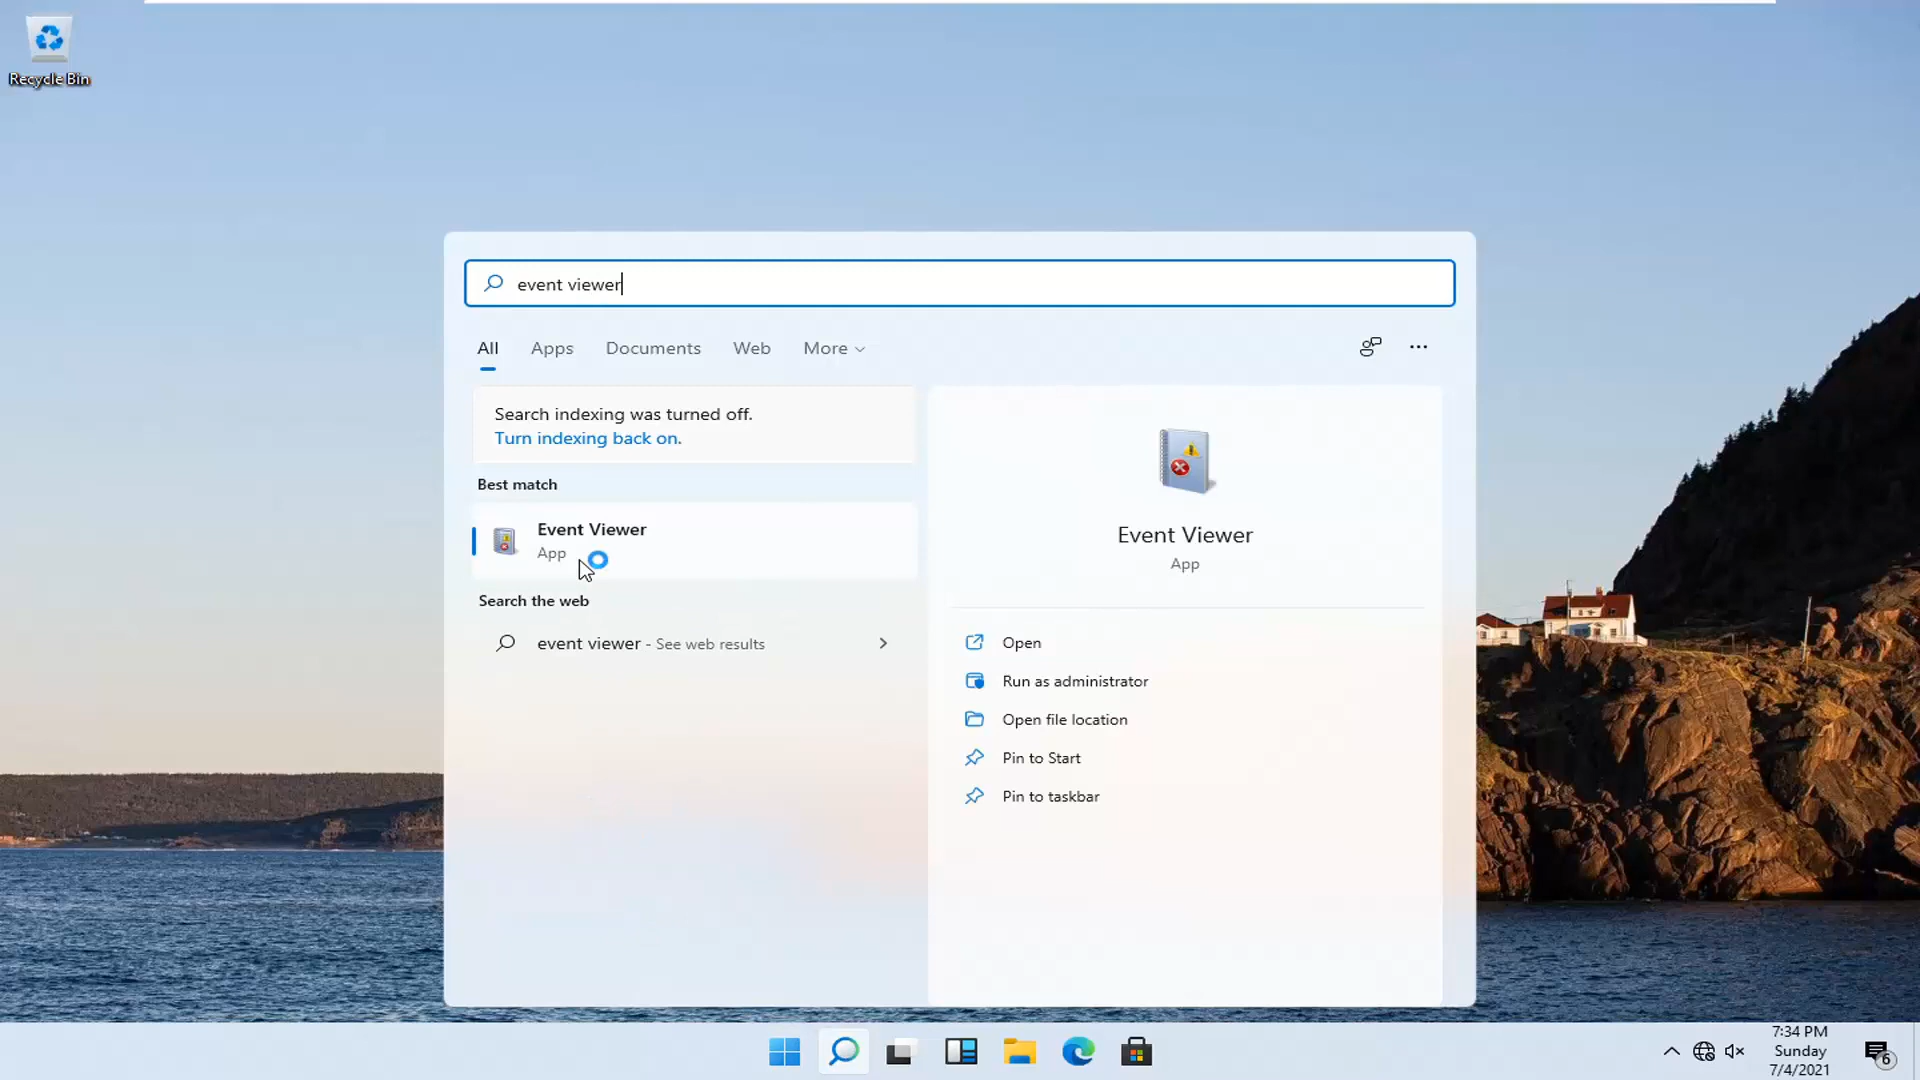 Recycle Bin
event viewer
All Apps Documents Web More
Search indexing was turned off.
Turn indexing back on.
Best match
Event Viewer
App
Search the web
event viewer - See web results
Event Viewer
App
Open
Run as administrator
Open file location
Pin to Start
Pin to taskbar
7:34 PM
Sunday
7/4/2021
6